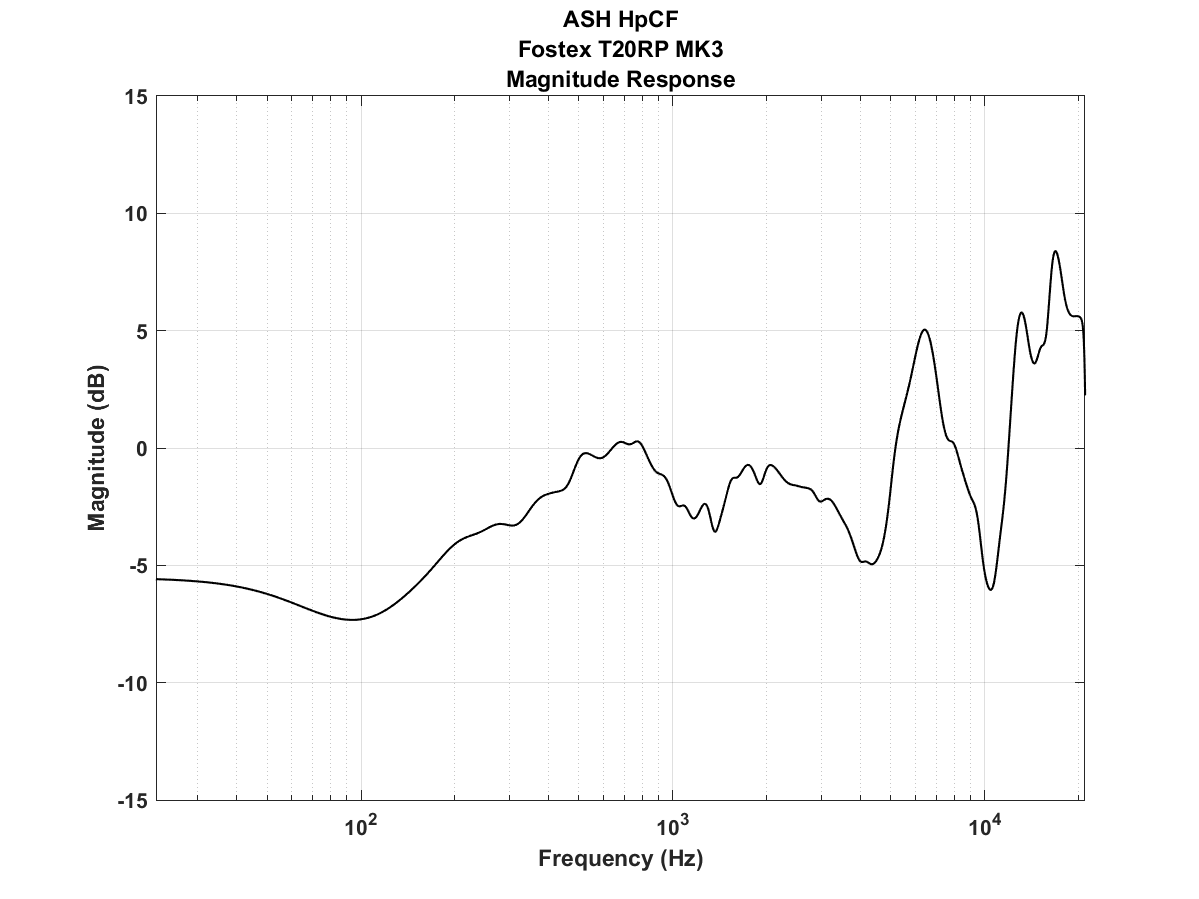 ASH HpCF
Fostex T20RP MK3
Magnitude Response
15
10
5
0
-5
-10
-15
Magnitude (dB)
10² 10³ 10⁴
Frequency (Hz)